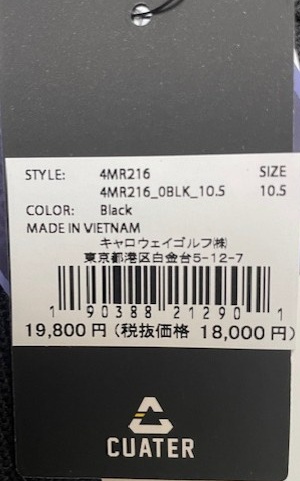 STYLE: 4MR216 SIZE
4MR216_0BLK_10.5 10.5
COLOR: Black
MADE IN VIETNAM
キャロウェイゴルフ㈱
東京都港区白金台5-12-7
1 90388 21290 1
19,800円(税抜価格 18,000円)
CUATER